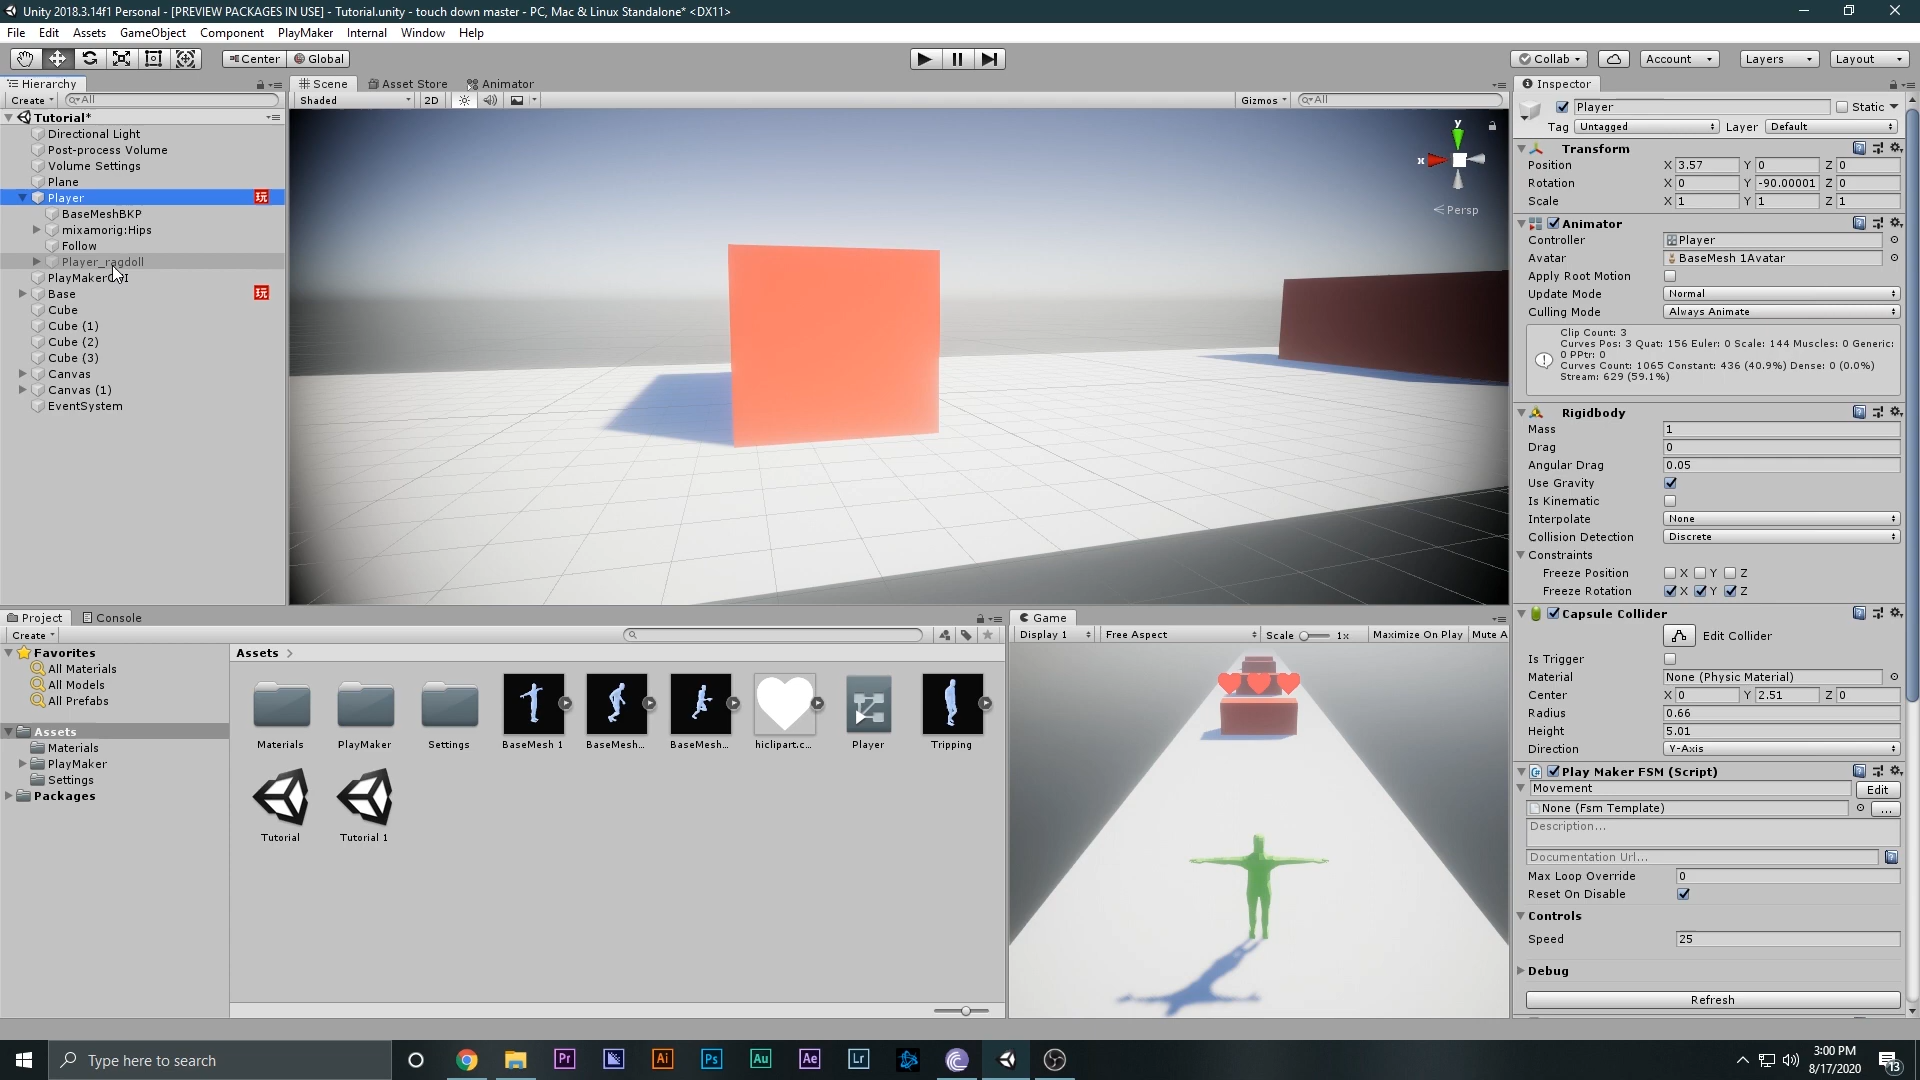 Unity 2018.3.14f1 Personal - [PREVIEW PACKAGES IN USE] - Tutorial.unity - touch down master - PC, Mac & Linux Standalone* <DX11>
File Edit Assets GameObject Component PlayMaker Internal Window Help
Center Global Collab Account Layers Layout
Hierarchy
Create All
Tutorial*
Directional Light
Post-process Volume
Volume Settings
Plane
Player 玩
BaseMeshBKP
mixamorig:Hips
Follow
Player_ragdoll
PlayMakerGUI
Base 玩
Cube
Cube (1)
Cube (2)
Cube (3)
Canvas
Canvas (1)
EventSystem
Scene Asset Store Animator
Shaded 2D Gizmos All
y
x
Persp
Project Console
Create
Favorites
All Materials
All Models
All Prefabs
Assets
Materials
PlayMaker
Settings
Packages
Assets
Materials PlayMaker Settings BaseMesh 1 BaseMesh... BaseMesh... hiclipart.c... Player Tripping
Tutorial Tutorial 1
Game
Display 1 Free Aspect Scale 1x Maximize On Play Mute A
Inspector
Player Static
Tag Untagged Layer Default
Transform
Position X 3.57 Y 0 Z 0
Rotation X 0 Y -90.00001 Z 0
Scale X 1 Y 1 Z 1
Animator
Controller Player
Avatar BaseMesh 1Avatar
Apply Root Motion
Update Mode Normal
Culling Mode Always Animate
Clip Count: 3
Curves Pos: 3 Quat: 156 Euler: 0 Scale: 144 Muscles: 0 Generic:
0 PPtr: 0
Curves Count: 1065 Constant: 436 (40.9%) Dense: 0 (0.0%)
Stream: 629 (59.1%)
Rigidbody
Mass 1
Drag 0
Angular Drag 0.05
Use Gravity
Is Kinematic
Interpolate None
Collision Detection Discrete
Constraints
Freeze Position X Y Z
Freeze Rotation X Y Z
Capsule Collider
Edit Collider
Is Trigger
Material None (Physic Material)
Center X 0 Y 2.51 Z 0
Radius 0.66
Height 5.01
Direction Y-Axis
Play Maker FSM (Script)
Movement Edit
None (Fsm Template) ...
Description...
Documentation Url...
Max Loop Override 0
Reset On Disable
Controls
Speed 25
Debug
Refresh
Type here to search
Pr Ai Ps Au Ae Lr
3:00 PM
8/17/2020
13